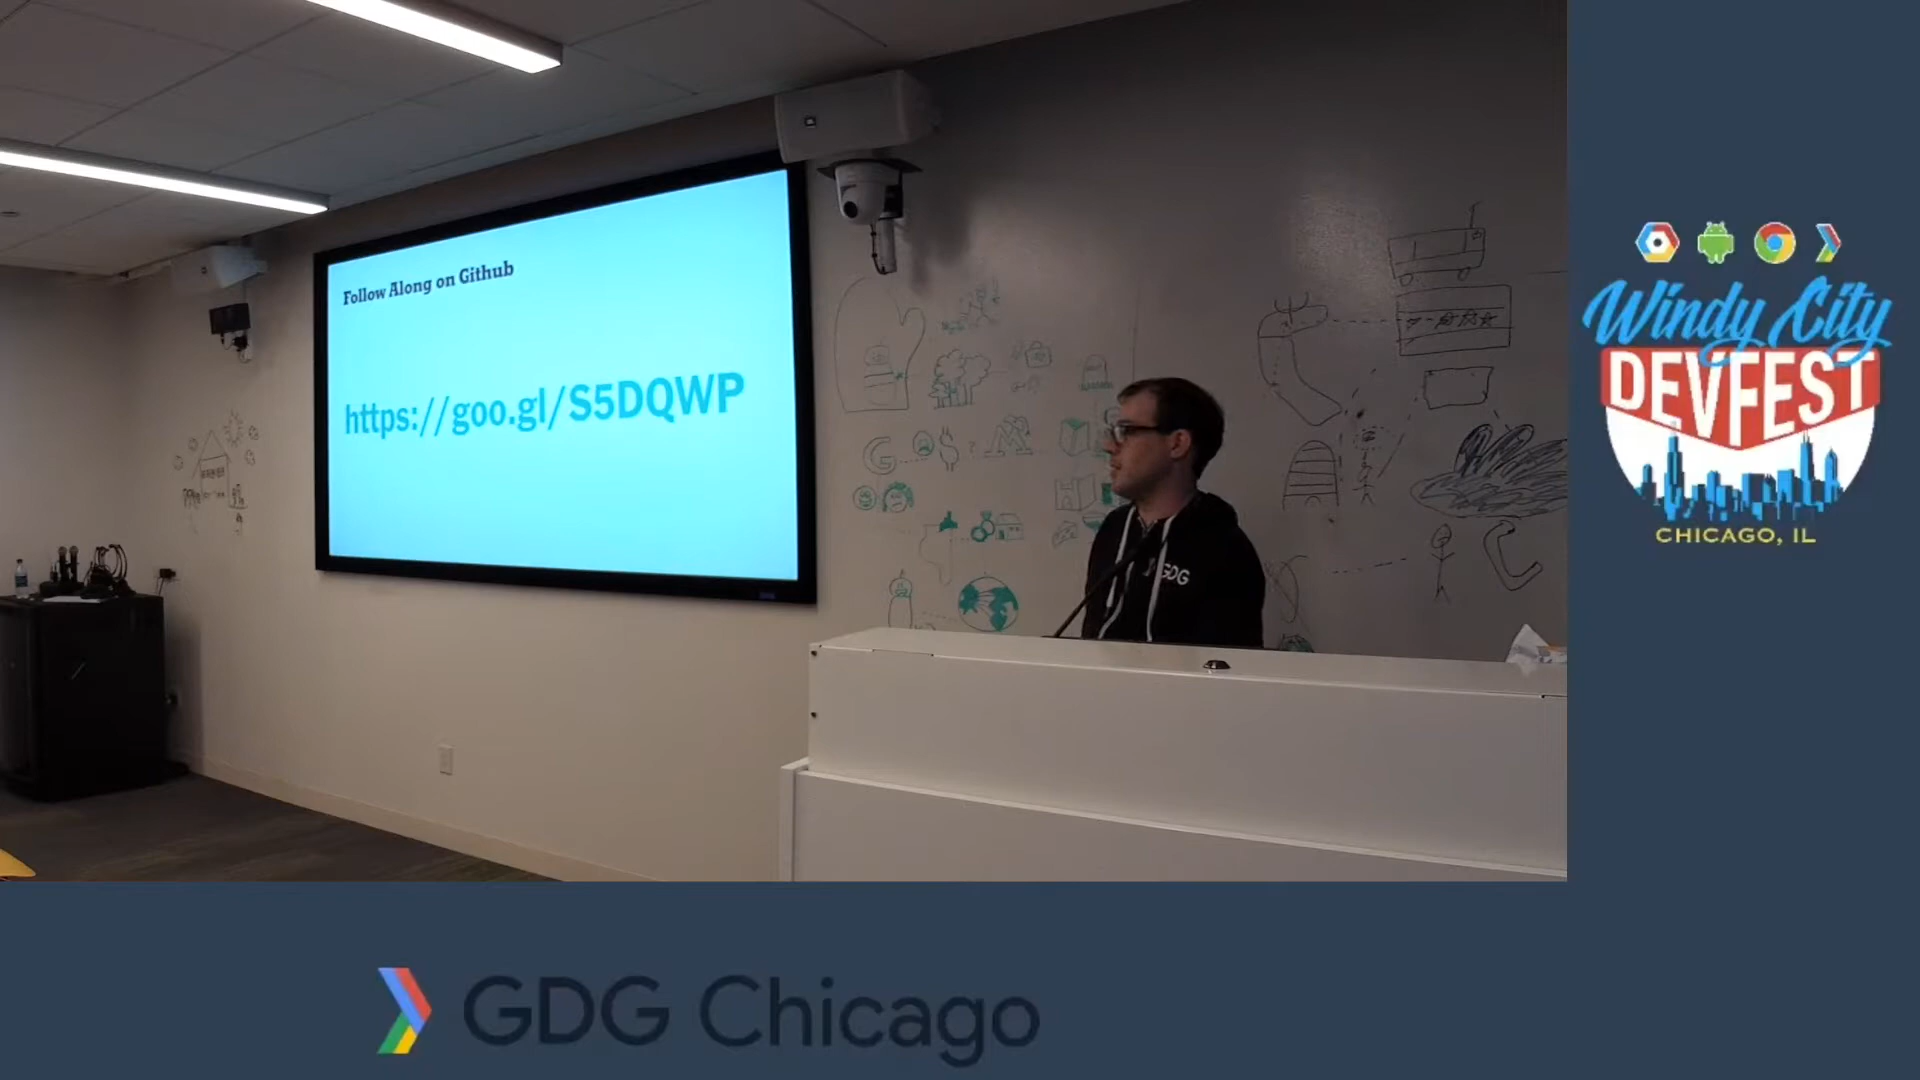 Follow Along on Github
https://goo.gl/S5DQWP
GDG
Windy City
DEVFEST
CHICAGO, IL
GDG Chicago